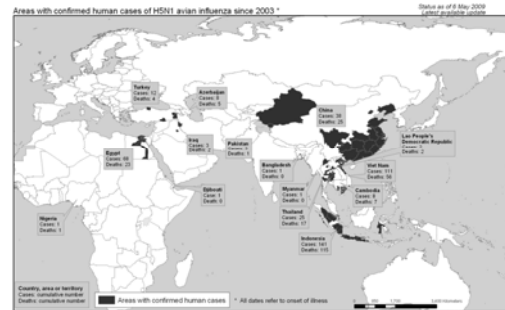 Areas with confirmed human cases of H5N1 avian influenza since 2003 *
Status as of 6 May 2009
Latest available update
Turkey
Cases: 12
Deaths: 4
Azerbaijan
Cases: 8
Deaths: 5
China
Cases: 38
Deaths: 25
Iraq
Cases: 3
Deaths: 2
Pakistan
Deaths: 1
Lao People's
Democratic Republic
Deaths: 2
Egypt
Deaths: 23
Bangladesh
Cases: 1
Deaths: 0
Viet Nam
Cases: 111
Djibouti
Case: 1
Deaths: 0
Myanmar
Cases: 1
Deaths: 0
Cambodia
Cases: 8
Deaths: 7
Nigeria
Cases: 1
Deaths: 1
Thailand
Cases: 25
Deaths: 17
Indonesia
Cases: 141
Deaths: 115
Country, area or territory
Cases: cumulative number
Deaths: cumulative number
Areas with confirmed human cases
* All dates refer to onset of illness